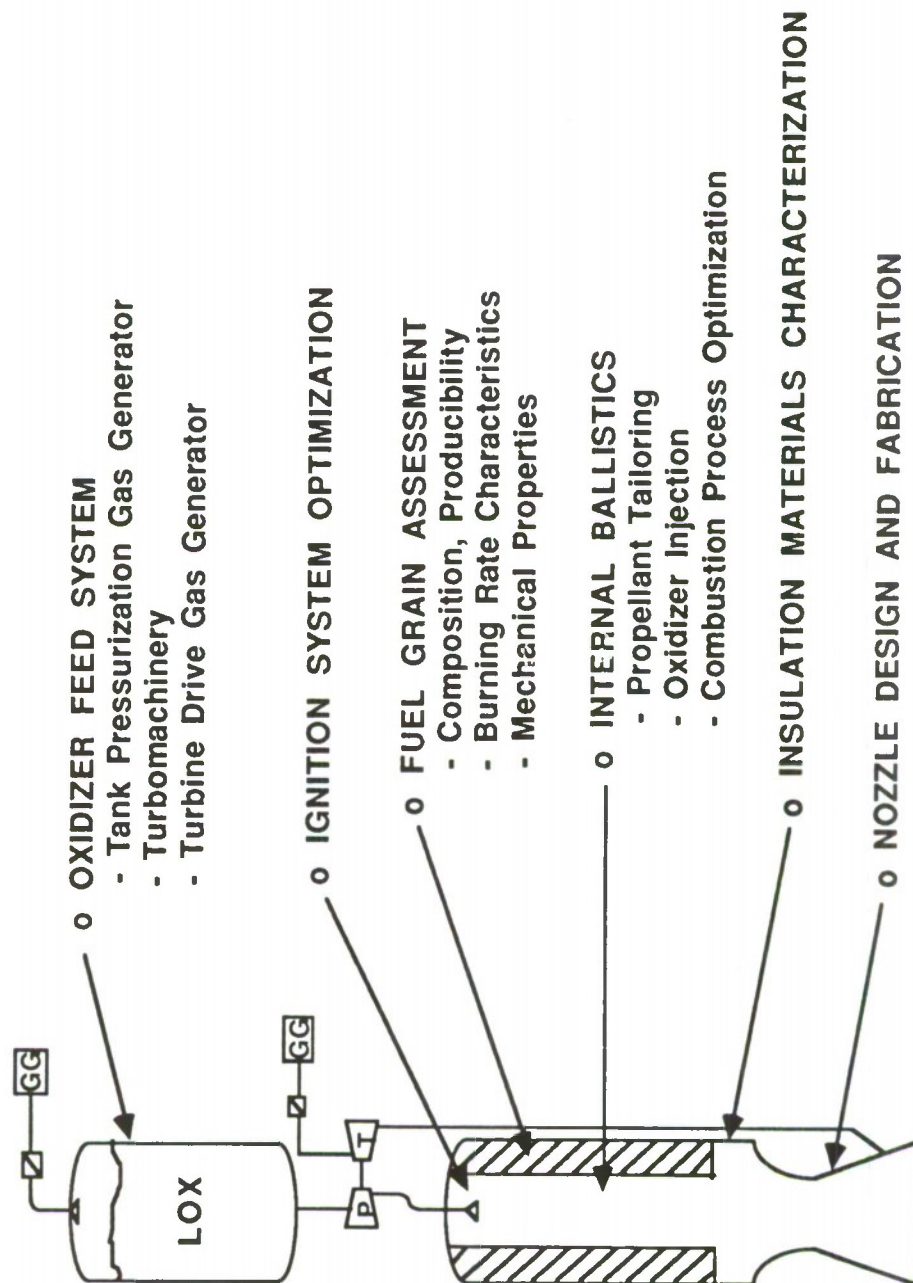 GG
LOX
GG
P
T
o OXIDIZER FEED SYSTEM
- Tank Pressurization Gas Generator
- Turbomachinery
- Turbine Drive Gas Generator
o IGNITION SYSTEM OPTIMIZATION
o FUEL GRAIN ASSESSMENT
- Composition, Producibility
- Burning Rate Characteristics
- Mechanical Properties
o INTERNAL BALLISTICS
- Propellant Tailoring
- Oxidizer Injection
- Combustion Process Optimization
o INSULATION MATERIALS CHARACTERIZATION
o NOZZLE DESIGN AND FABRICATION